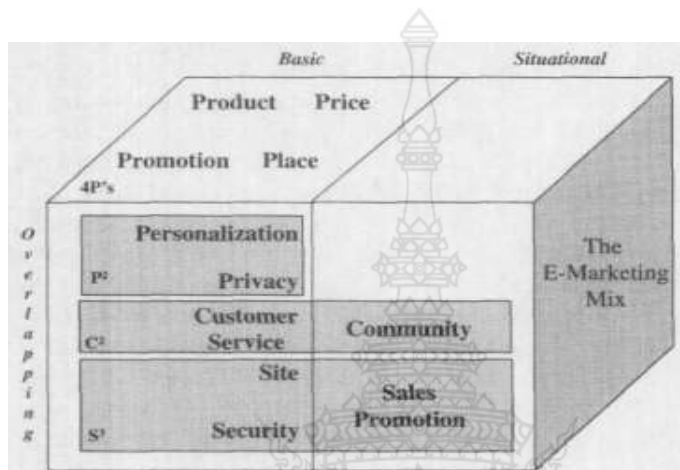 Basic Situational
Product Price
Promotion Place
4P's
Overlapping
Personalization
P²
Privacy
The
E-Marketing
Mix
Customer
Service
Community
C²
Site
Sales
Promotion
Security
S³